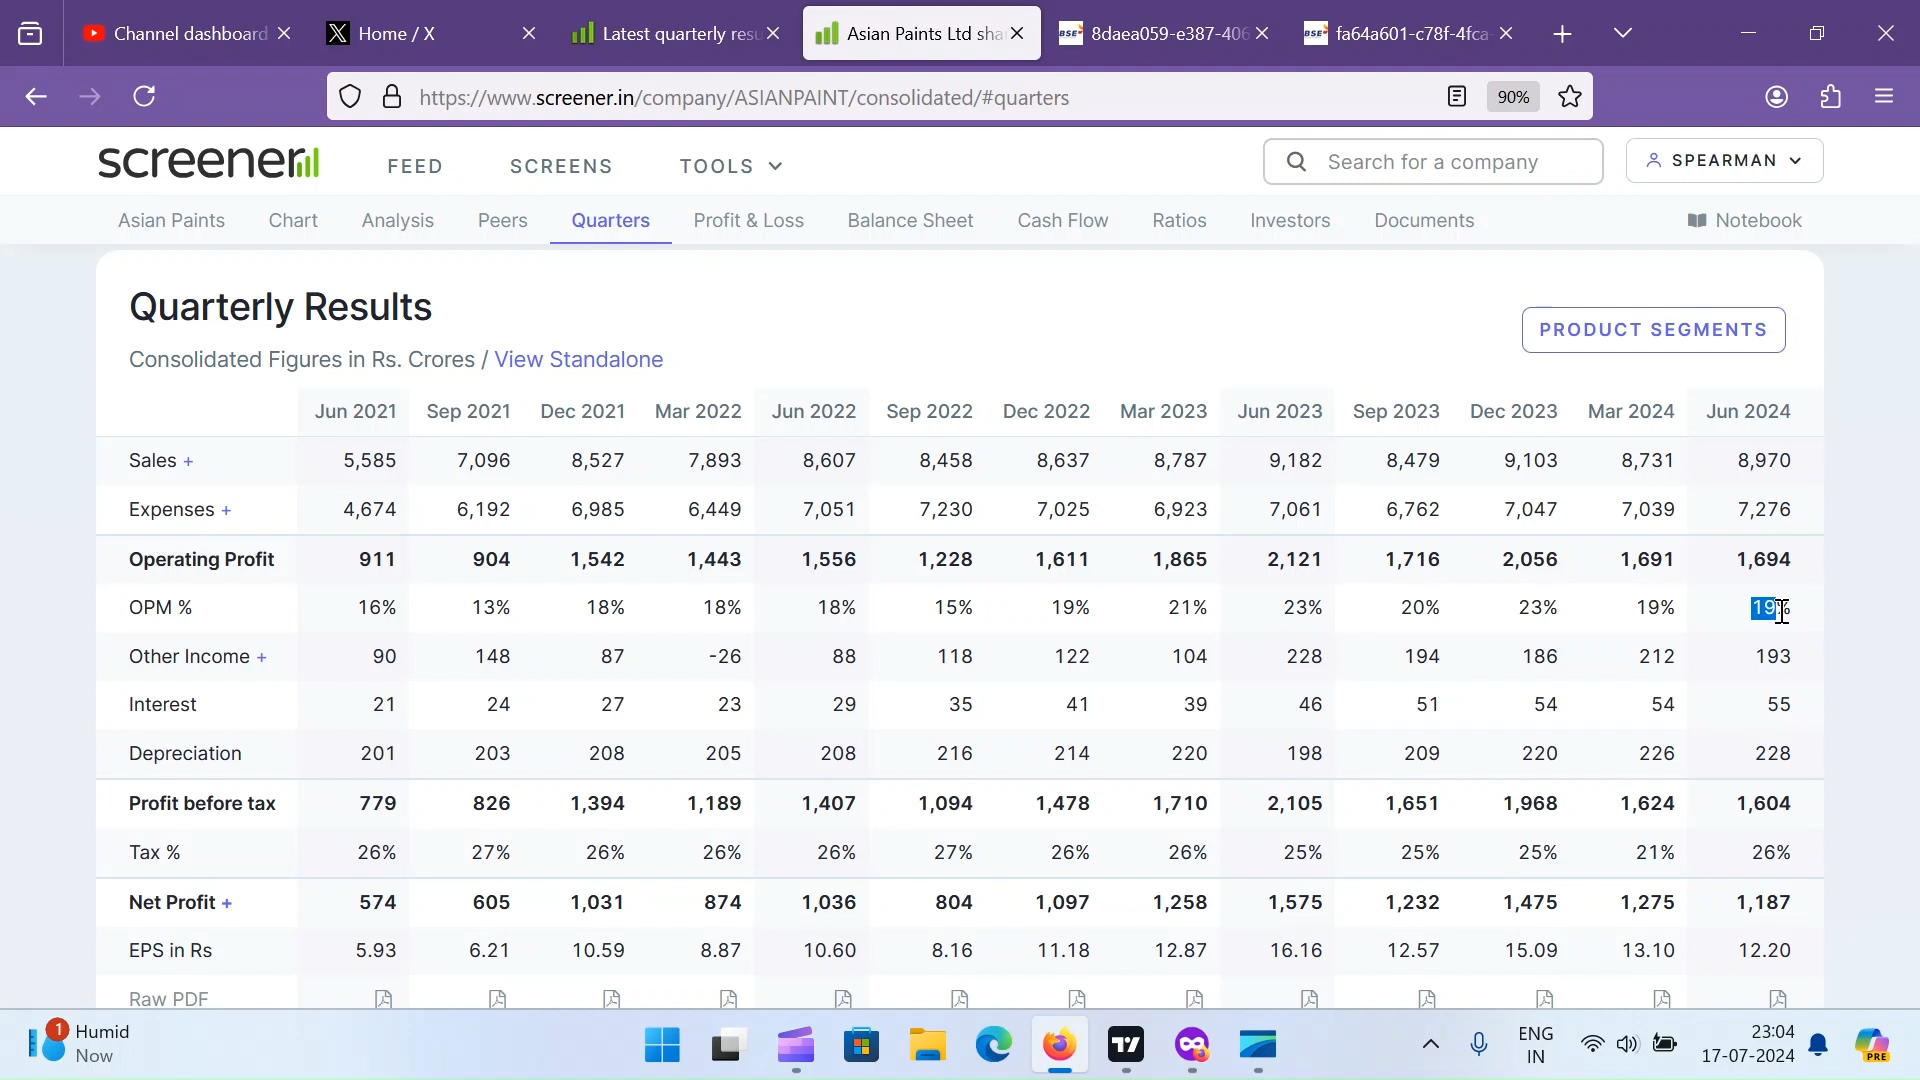 Channel dashboard
Home / X
Latest quarterly resu
Asian Paints Ltd sha
BSE 8daea059-e387-406
BSE fa64a601-c78f-4fca-
https://www.screener.in/company/ASIANPAINT/consolidated/#quarters
90%
screener
FEED SCREENS TOOLS
Search for a company
SPEARMAN
Asian Paints Chart Analysis Peers Quarters Profit & Loss Balance Sheet Cash Flow Ratios Investors Documents Notebook
Quarterly Results
PRODUCT SEGMENTS
Consolidated Figures in Rs. Crores / View Standalone
Jun 2021 Sep 2021 Dec 2021 Mar 2022 Jun 2022 Sep 2022 Dec 2022 Mar 2023 Jun 2023 Sep 2023 Dec 2023 Mar 2024 Jun 2024
Sales + 5,585 7,096 8,527 7,893 8,607 8,458 8,637 8,787 9,182 8,479 9,103 8,731 8,970
Expenses + 4,674 6,192 6,985 6,449 7,051 7,230 7,025 6,923 7,061 6,762 7,047 7,039 7,276
Operating Profit 911 904 1,542 1,443 1,556 1,228 1,611 1,865 2,121 1,716 2,056 1,691 1,694
OPM % 16% 13% 18% 18% 18% 15% 19% 21% 23% 20% 23% 19% 19%
Other Income + 90 148 87 -26 88 118 122 104 228 194 186 212 193
Interest 21 24 27 23 29 35 41 39 46 51 54 54 55
Depreciation 201 203 208 205 208 216 214 220 198 209 220 226 228
Profit before tax 779 826 1,394 1,189 1,407 1,094 1,478 1,710 2,105 1,651 1,968 1,624 1,604
Tax % 26% 27% 26% 26% 26% 27% 26% 26% 25% 25% 25% 21% 26%
Net Profit + 574 605 1,031 874 1,036 804 1,097 1,258 1,575 1,232 1,475 1,275 1,187
EPS in Rs 5.93 6.21 10.59 8.87 10.60 8.16 11.18 12.87 16.16 12.57 15.09 13.10 12.20
Raw PDF
1
Humid
Now
ENG
IN
23:04
17-07-2024
PRE